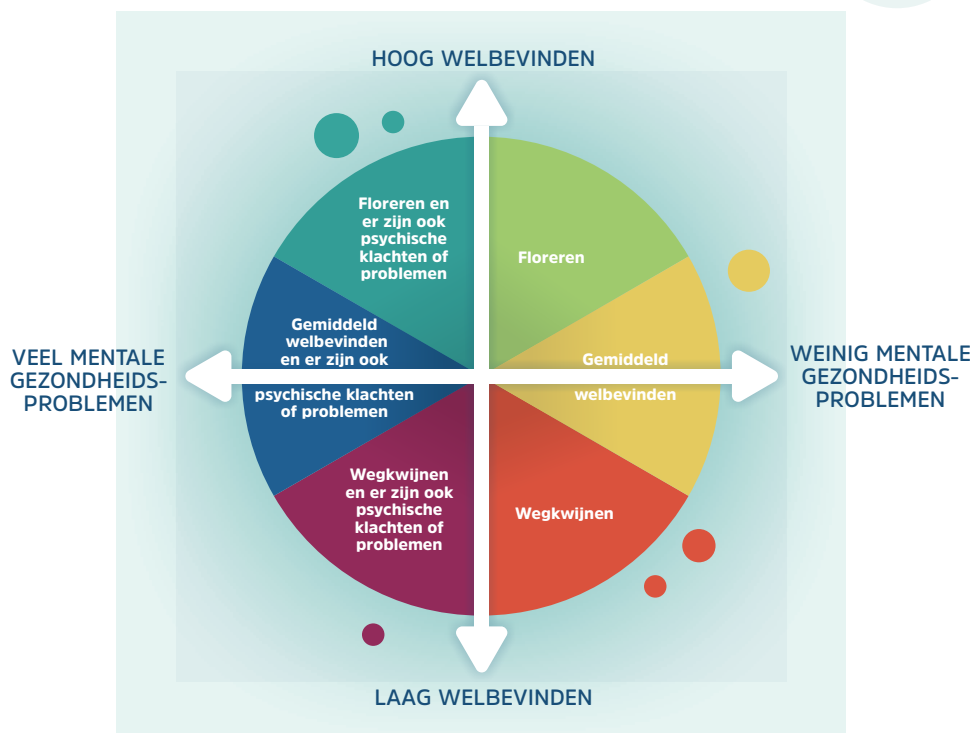 HOOG WELBEVINDEN
Floreren en
er zijn ook
psychische
klachten of
problemen
Floreren
Gemiddeld
welbevinden
en er zijn ook
psychische klachten
of problemen
Gemiddeld
welbevinden
VEEL MENTALE
GEZONDHEIDS-
PROBLEMEN
WEINIG MENTALE
GEZONDHEIDS-
PROBLEMEN
Wegkwijnen
en er zijn ook
psychische
klachten of
problemen
Wegkwijnen
LAAG WELBEVINDEN